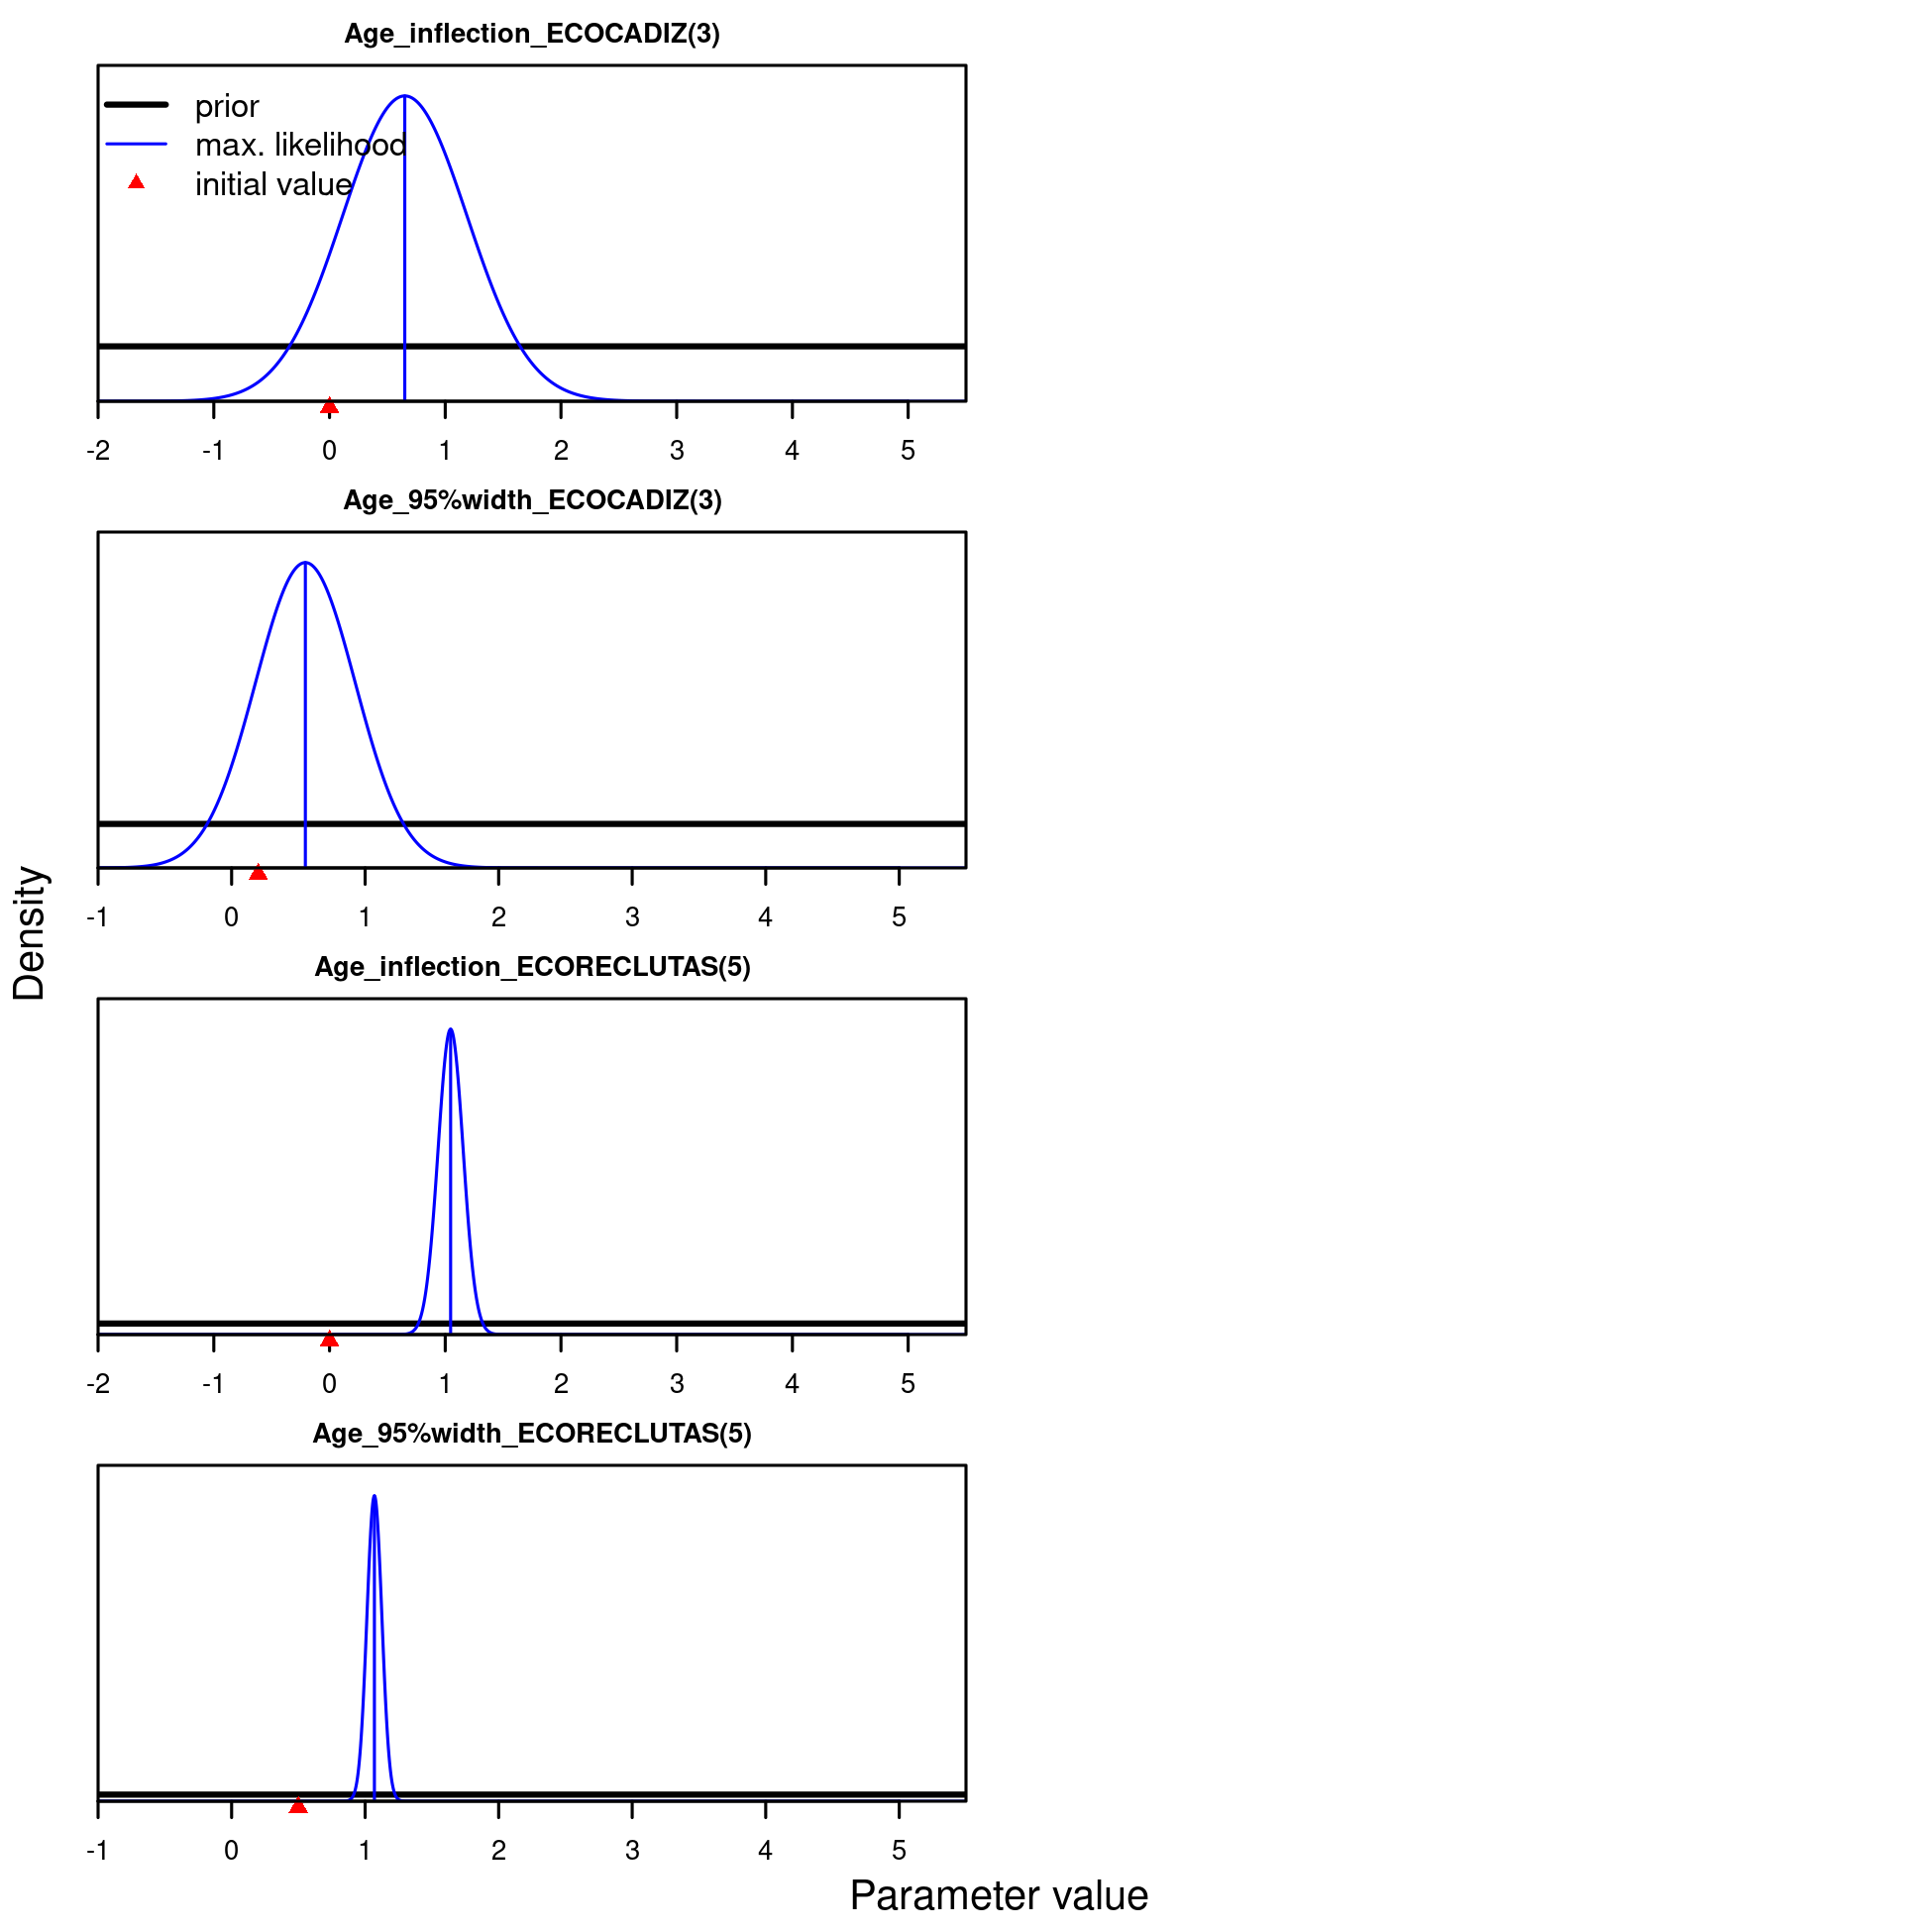 Age_inflection_ECOCADIZ(3)
prior
max. likelihood
initial value
-2 -1 0 1 2 3 4 5
Age_95%width_ECOCADIZ(3)
-1 0 1 2 3 4 5
Density
Age_inflection_ECORECLUTAS(5)
-2 -1 0 1 2 3 4 5
Age_95%width_ECORECLUTAS(5)
-1 0 1 2 3 4 5
Parameter value